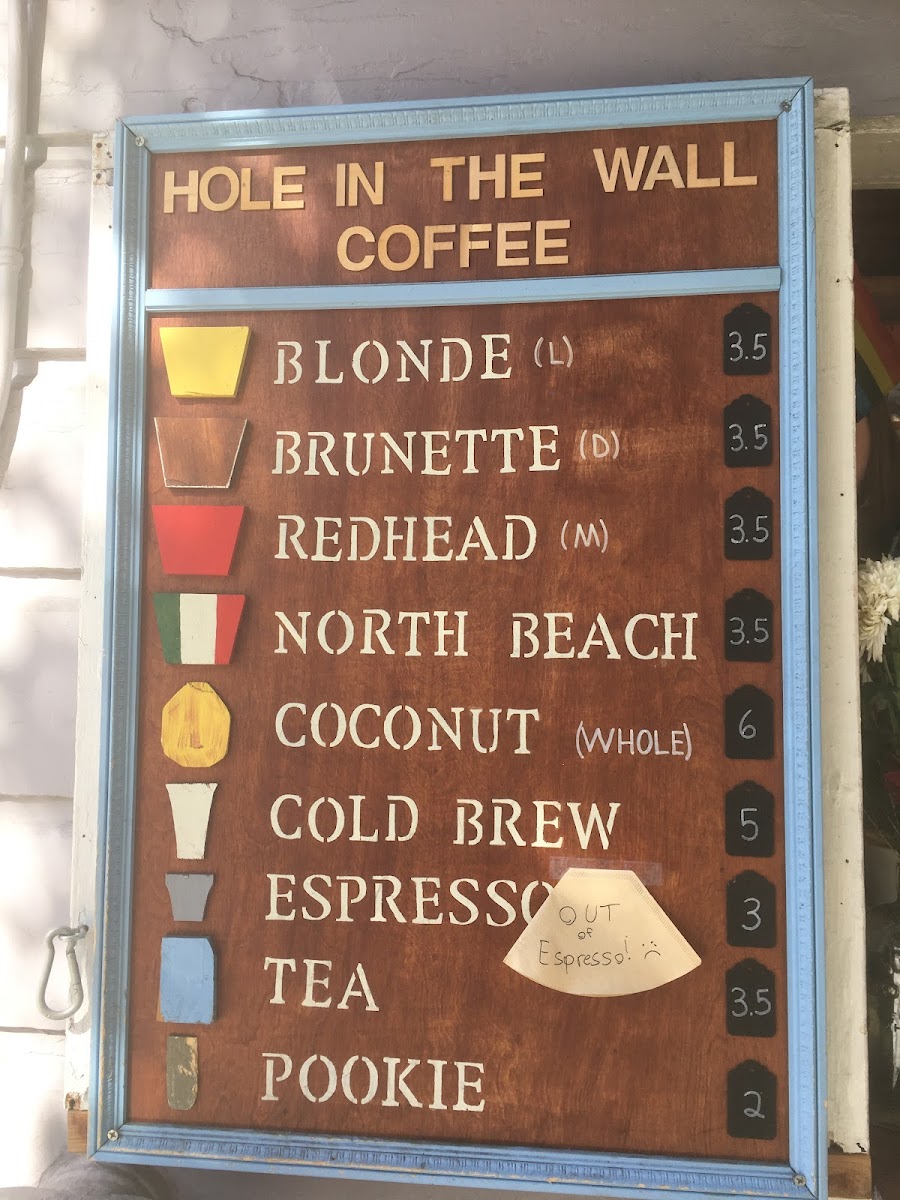 HOLE IN THE WALL
COFFEE
BLONDE (L) 3.5
BRUNETTE (D) 3.5
REDHEAD (M) 3.5
NORTH BEACH 3.5
COCONUT (WHOLE) 6
COLD BREW 5
ESPRESSO 3
OUT
of
Espresso! :(
TEA 3.5
POOKIE 2